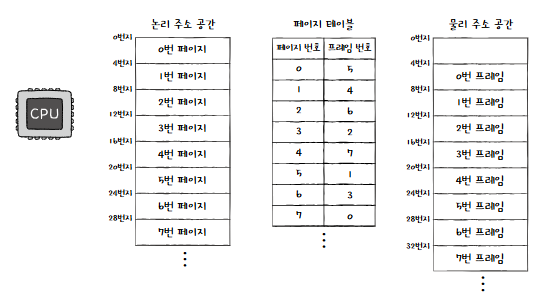 논리 주소 공간
0번지
0번 페이지
4번지
1번 페이지
8번지
2번 페이지
12번지
3번 페이지
16번지
4번 페이지
20번지
5번 페이지
24번지
6번 페이지
28번지
7번 페이지
CPU
페이지 테이블
페이지 번호 프레임 번호
0 5
1 4
2 6
3 2
4 7
5 1
6 3
7 0
물리 주소 공간
0번지
4번지
0번 프레임
8번지
1번 프레임
12번지
2번 프레임
16번지
3번 프레임
20번지
4번 프레임
24번지
5번 프레임
28번지
6번 프레임
32번지
7번 프레임